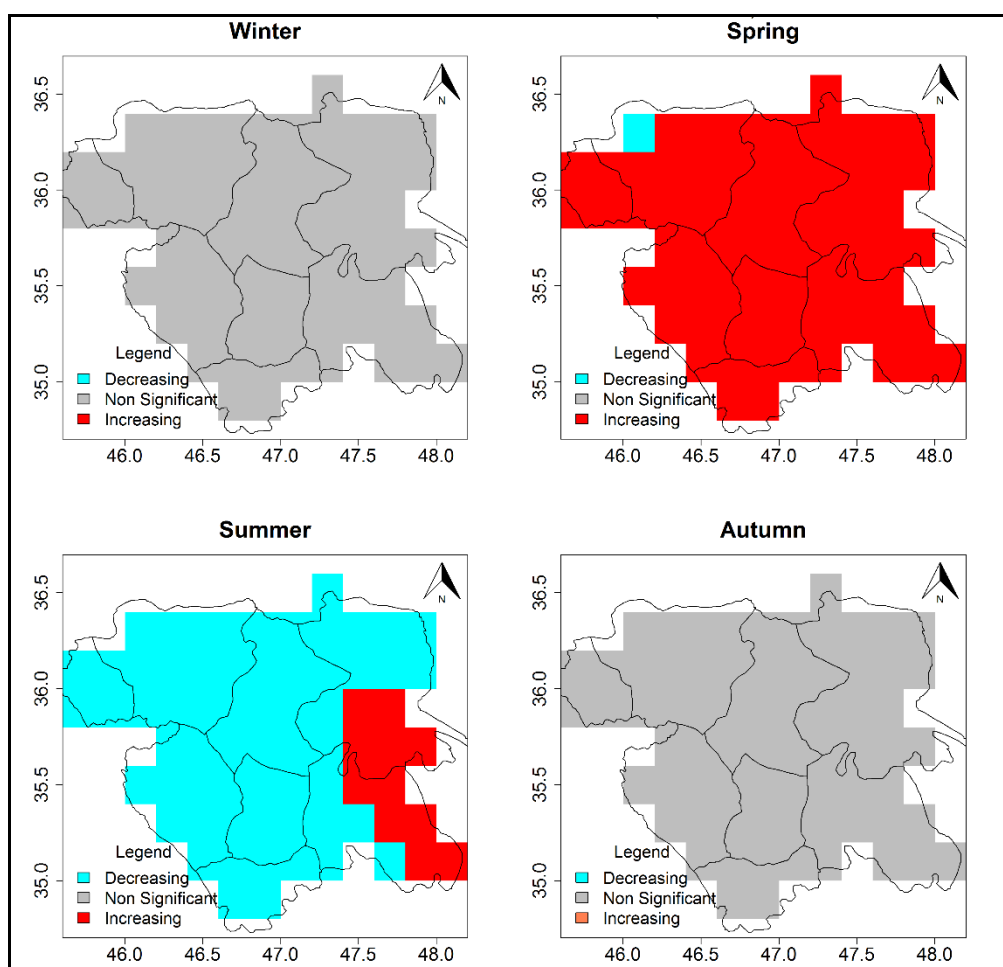 Winter
Spring
36.5
36.0
35.5
35.0
N
Legend
Decreasing
Non Significant
Increasing
46.0 46.5 47.0 47.5 48.0
36.5
36.0
35.5
35.0
N
Legend
Decreasing
Non Significant
Increasing
46.0 46.5 47.0 47.5 48.0
Summer
Autumn
36.5
36.0
35.5
35.0
N
Legend
Decreasing
Non Significant
Increasing
46.0 46.5 47.0 47.5 48.0
36.5
36.0
35.5
35.0
N
Legend
Decreasing
Non Significant
Increasing
46.0 46.5 47.0 47.5 48.0